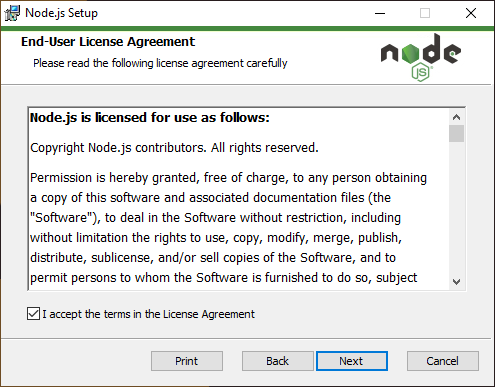 Node.js Setup
End-User License Agreement
Please read the following license agreement carefully
node
JS
Node.js is licensed for use as follows:
Copyright Node.js contributors. All rights reserved.
Permission is hereby granted, free of charge, to any person obtaining
a copy of this software and associated documentation files (the
"Software"), to deal in the Software without restriction, including
without limitation the rights to use, copy, modify, merge, publish,
distribute, sublicense, and/or sell copies of the Software, and to
permit persons to whom the Software is furnished to do so, subject
I accept the terms in the License Agreement
Print
Back
Next
Cancel